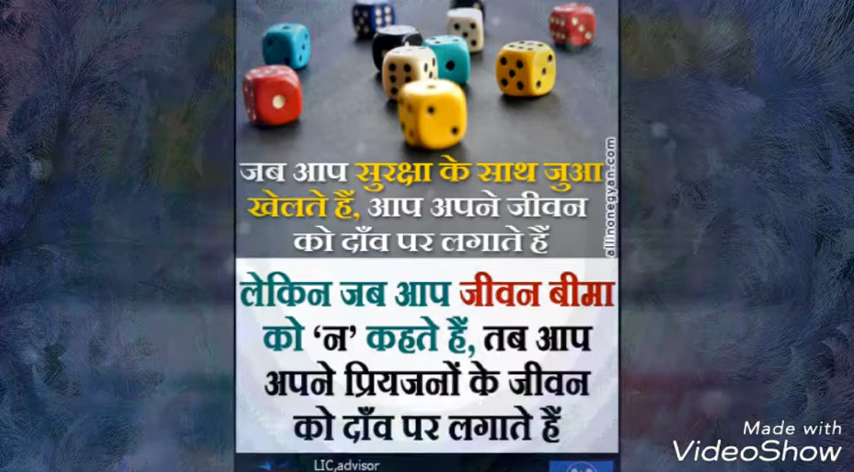 जब आप सुरक्षा के साथ जुआ
खेलते हैं, आप अपने जीवन
को दाँव पर लगाते हैं
allinonegyan.com
लेकिन जब आप जीवन बीमा
को ‘न’ कहते हैं, तब आप
अपने प्रियजनों के जीवन
को दाँव पर लगाते हैं
LIC,advisor
Made with
VideoShow